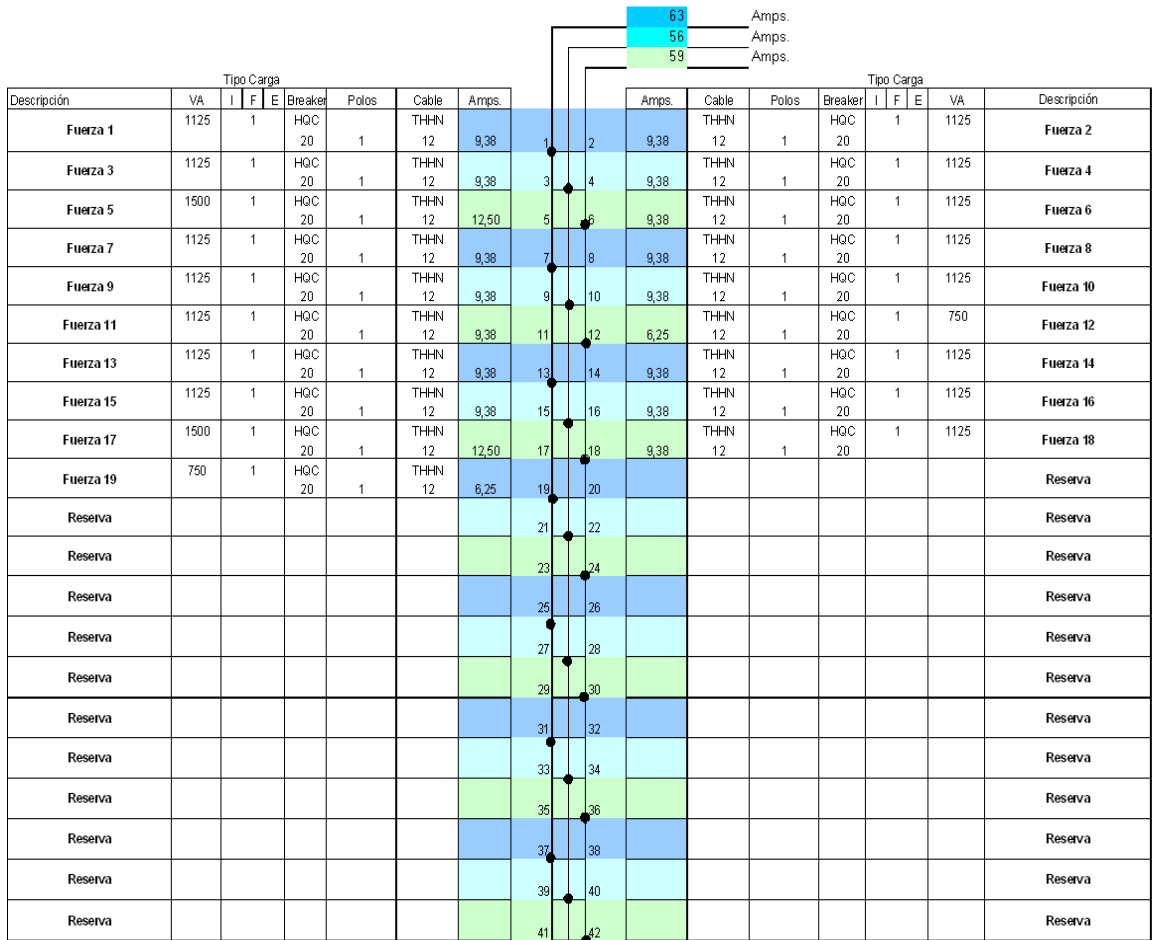 63 Amps.
56 Amps.
59 Amps.
Tipo Carga Tipo Carga
Descripción VA I F E Breaker Polos Cable Amps. Amps. Cable Polos Breaker I F E VA Descripción
Fuerza 1 1125 1 HQC 20 1 THHN 12 9,38 1 2 9,38 THHN 12 1 HQC 20 1 1125 Fuerza 2
Fuerza 3 1125 1 HQC 20 1 THHN 12 9,38 3 4 9,38 THHN 12 1 HQC 20 1 1125 Fuerza 4
Fuerza 5 1500 1 HQC 20 1 THHN 12 12,50 5 6 9,38 THHN 12 1 HQC 20 1 1125 Fuerza 6
Fuerza 7 1125 1 HQC 20 1 THHN 12 9,38 7 8 9,38 THHN 12 1 HQC 20 1 1125 Fuerza 8
Fuerza 9 1125 1 HQC 20 1 THHN 12 9,38 9 10 9,38 THHN 12 1 HQC 20 1 1125 Fuerza 10
Fuerza 11 1125 1 HQC 20 1 THHN 12 9,38 11 12 6,25 THHN 12 1 HQC 20 1 750 Fuerza 12
Fuerza 13 1125 1 HQC 20 1 THHN 12 9,38 13 14 9,38 THHN 12 1 HQC 20 1 1125 Fuerza 14
Fuerza 15 1125 1 HQC 20 1 THHN 12 9,38 15 16 9,38 THHN 12 1 HQC 20 1 1125 Fuerza 16
Fuerza 17 1500 1 HQC 20 1 THHN 12 12,50 17 18 9,38 THHN 12 1 HQC 20 1 1125 Fuerza 18
Fuerza 19 750 1 HQC 20 1 THHN 12 6,25 19 20 Reserva
Reserva 21 22 Reserva
Reserva 23 24 Reserva
Reserva 25 26 Reserva
Reserva 27 28 Reserva
Reserva 29 30 Reserva
Reserva 31 32 Reserva
Reserva 33 34 Reserva
Reserva 35 36 Reserva
Reserva 37 38 Reserva
Reserva 39 40 Reserva
Reserva 41 42 Reserva